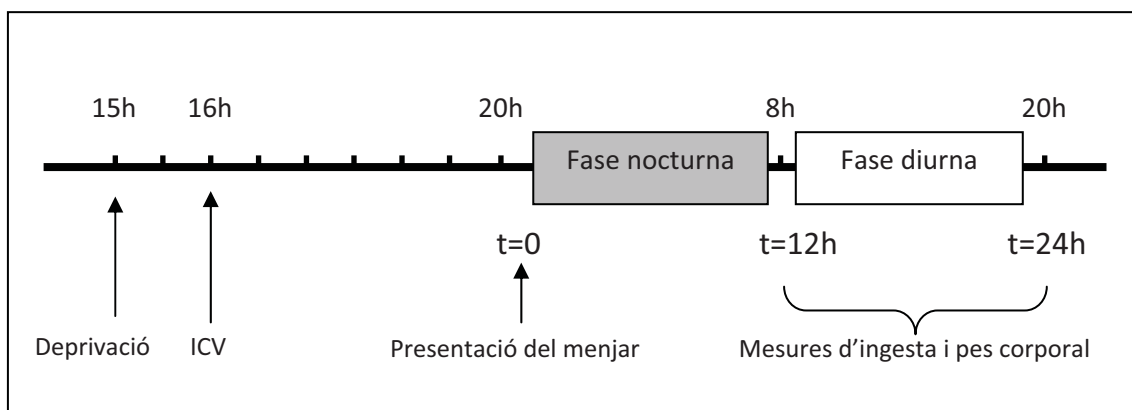 15h 16h 20h 8h 20h
Fase nocturna Fase diurna
t=0 t=12h t=24h
Deprivació ICV Presentació del menjar Mesures d’ingesta i pes corporal